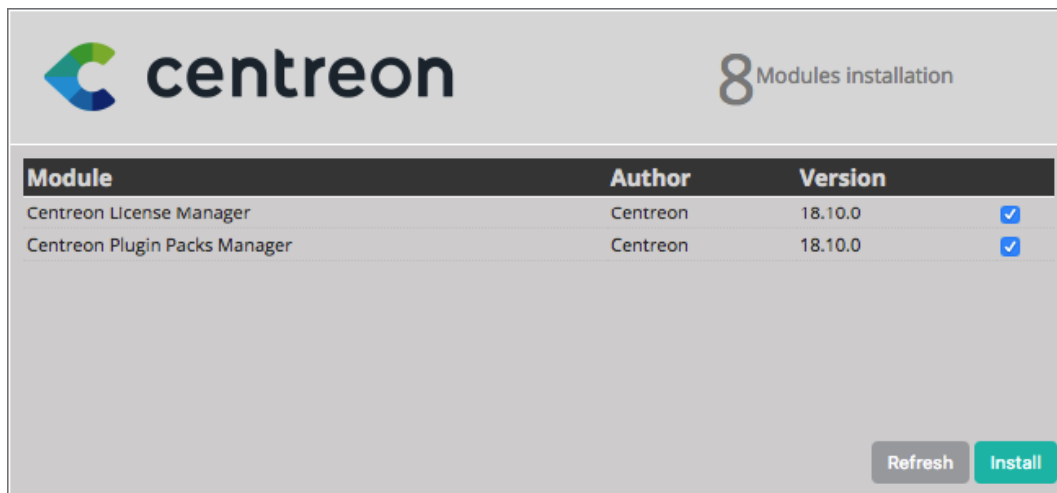 centreon
8 Modules installation
Module Author Version
Centreon License Manager Centreon 18.10.0
Centreon Plugin Packs Manager Centreon 18.10.0
Refresh Install